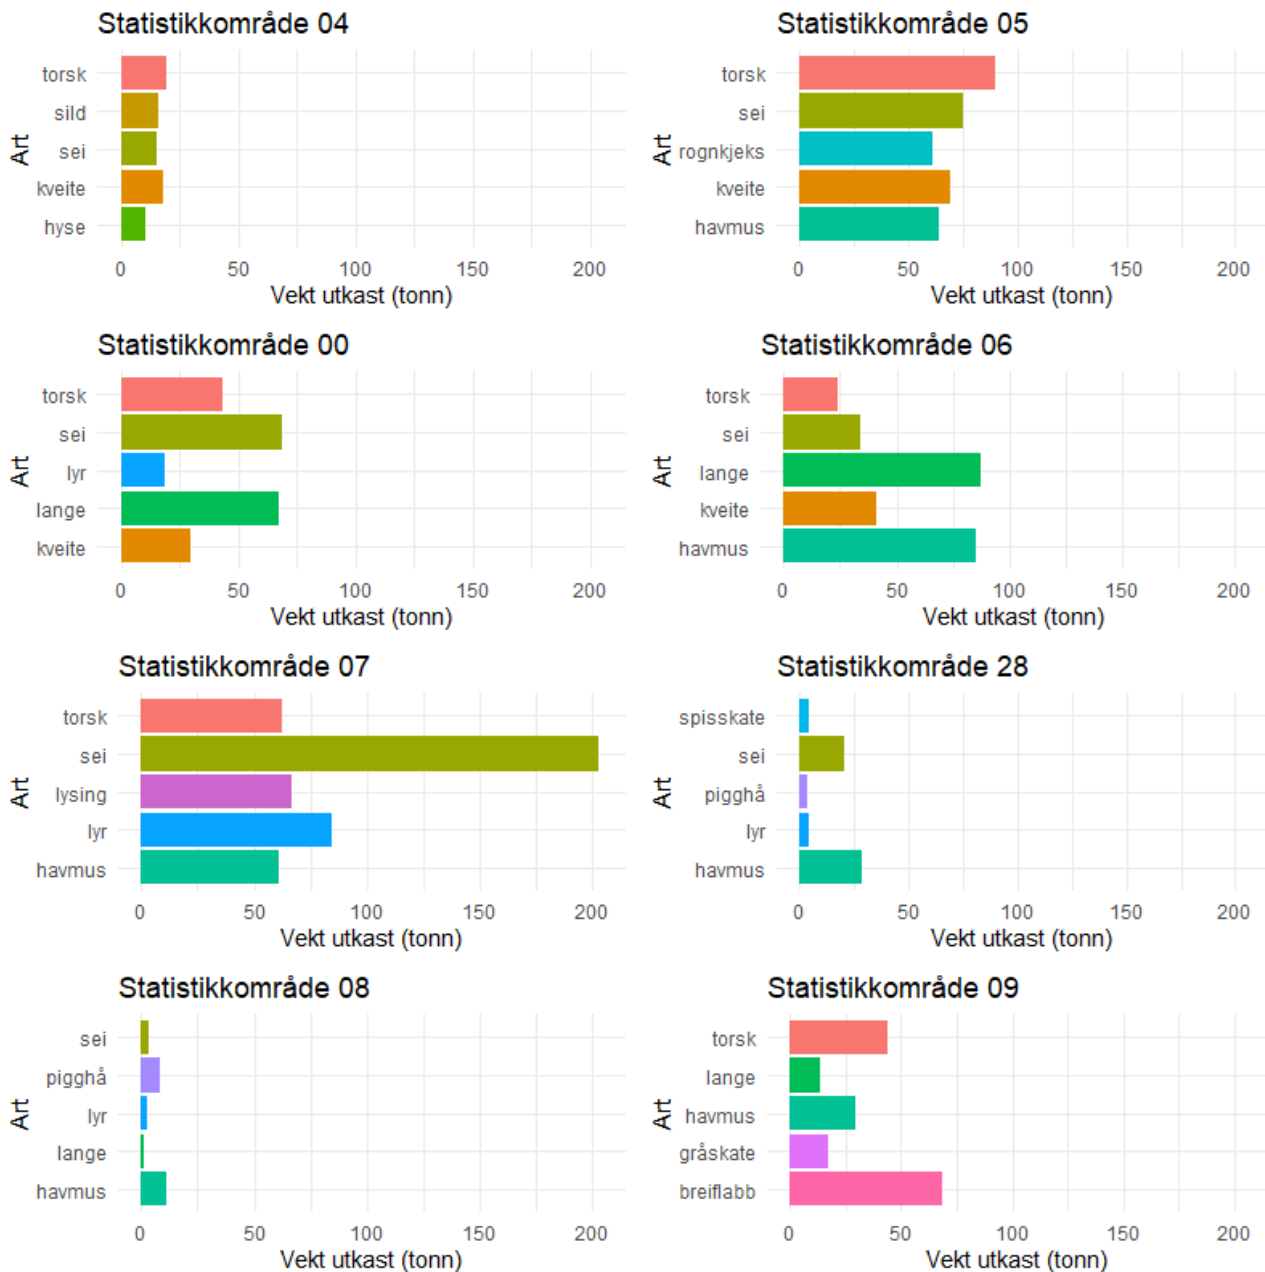 Statistikkområde 04
Art
torsk
sild
sei
kveite
hyse
0 50 100 150 200
Vekt utkast (tonn)
Statistikkområde 05
Art
torsk
sei
rognkjeks
kveite
havmus
0 50 100 150 200
Vekt utkast (tonn)
Statistikkområde 00
Art
torsk
sei
lyr
lange
kveite
0 50 100 150 200
Vekt utkast (tonn)
Statistikkområde 06
Art
torsk
sei
lange
kveite
havmus
0 50 100 150 200
Vekt utkast (tonn)
Statistikkområde 07
Art
torsk
sei
lysing
lyr
havmus
0 50 100 150 200
Vekt utkast (tonn)
Statistikkområde 28
Art
spisskate
sei
pigghå
lyr
havmus
0 50 100 150 200
Vekt utkast (tonn)
Statistikkområde 08
Art
sei
pigghå
lyr
lange
havmus
0 50 100 150 200
Vekt utkast (tonn)
Statistikkområde 09
Art
torsk
lange
havmus
gråskate
breiflabb
0 50 100 150 200
Vekt utkast (tonn)